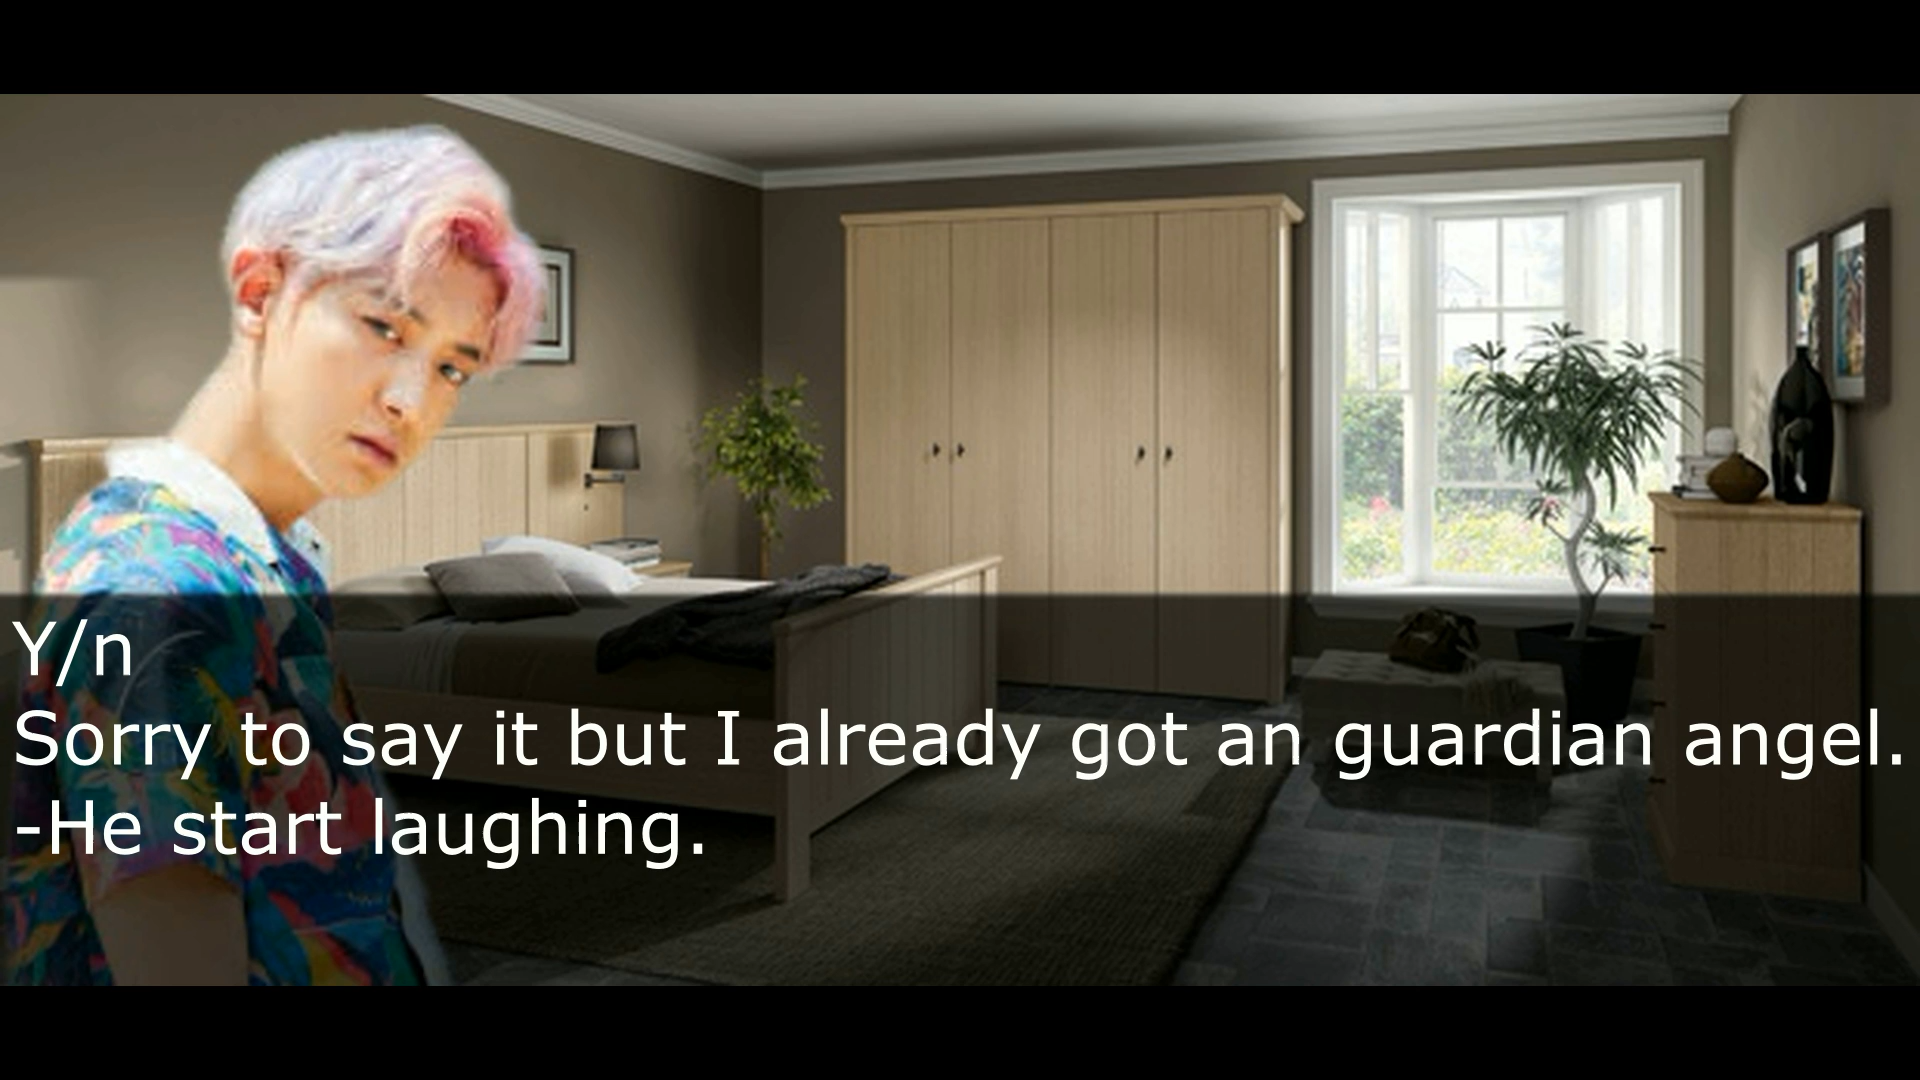 Y/n
Sorry to say it but I already got an guardian angel.
-He start laughing.